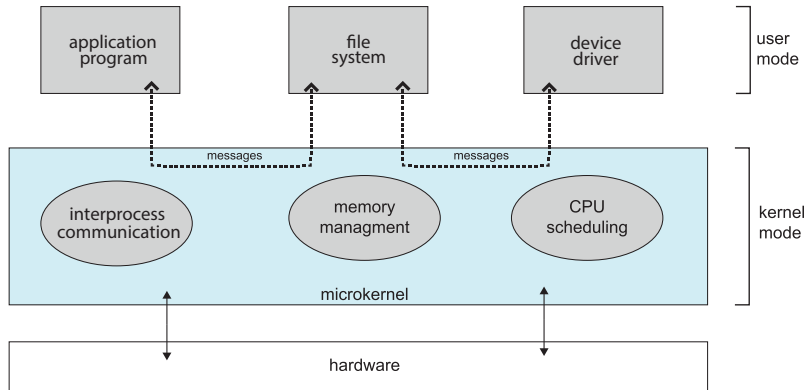 application
program
file
system
device
driver
user
mode
messages
messages
interprocess
communication
memory
managment
CPU
scheduling
kernel
mode
microkernel
hardware